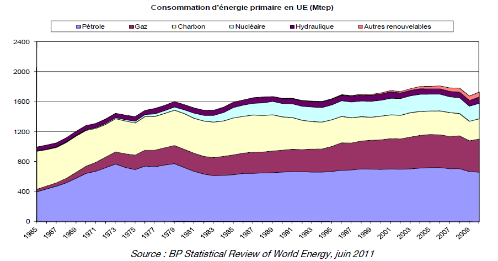 Consommation d'énergie primaire en UE (Mtep)
Pétrole Gaz Charbon Nucléaire Hydraulique Autres renouvelables
2400
2000
1600
1200
800
400
0
1965 1967 1969 1971 1973 1975 1977 1979 1981 1983 1985 1987 1989 1991 1993 1995 1997 1999 2001 2003 2005 2007 2009
Source : BP Statistical Review of World Energy, juin 2011